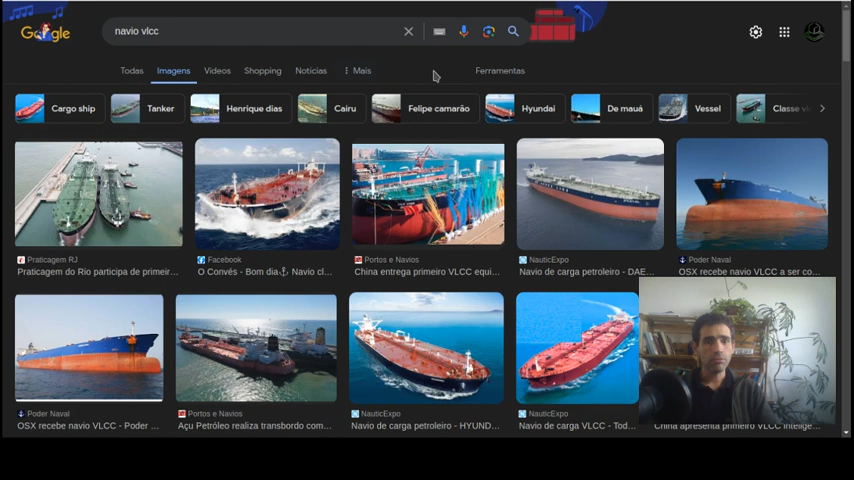 Google
navio vlcc
Todas Imagens Vídeos Shopping Notícias Mais Ferramentas
Cargo ship Tanker Henrique dias Cairu Felipe camarão Hyundai De mauá Vessel
Praticagem RJ
Praticagem do Rio participa de primeir...
Facebook
O Convés - Bom dia⚓ Navio cl...
Portos e Navios
China entrega primeiro VLCC equi...
NauticExpo
Navio de carga petroleiro - DAE...
Poder Naval
OSX recebe navio VLCC a ser co...
Poder Naval
OSX recebe navio VLCC - Poder ...
Portos e Navios
Açu Petróleo realiza transbordo com...
NauticExpo
Navio de carga petroleiro - HYUND...
NauticExpo
Navio de carga VLCC - Tod...
China apresenta primeiro VLCC intelige...